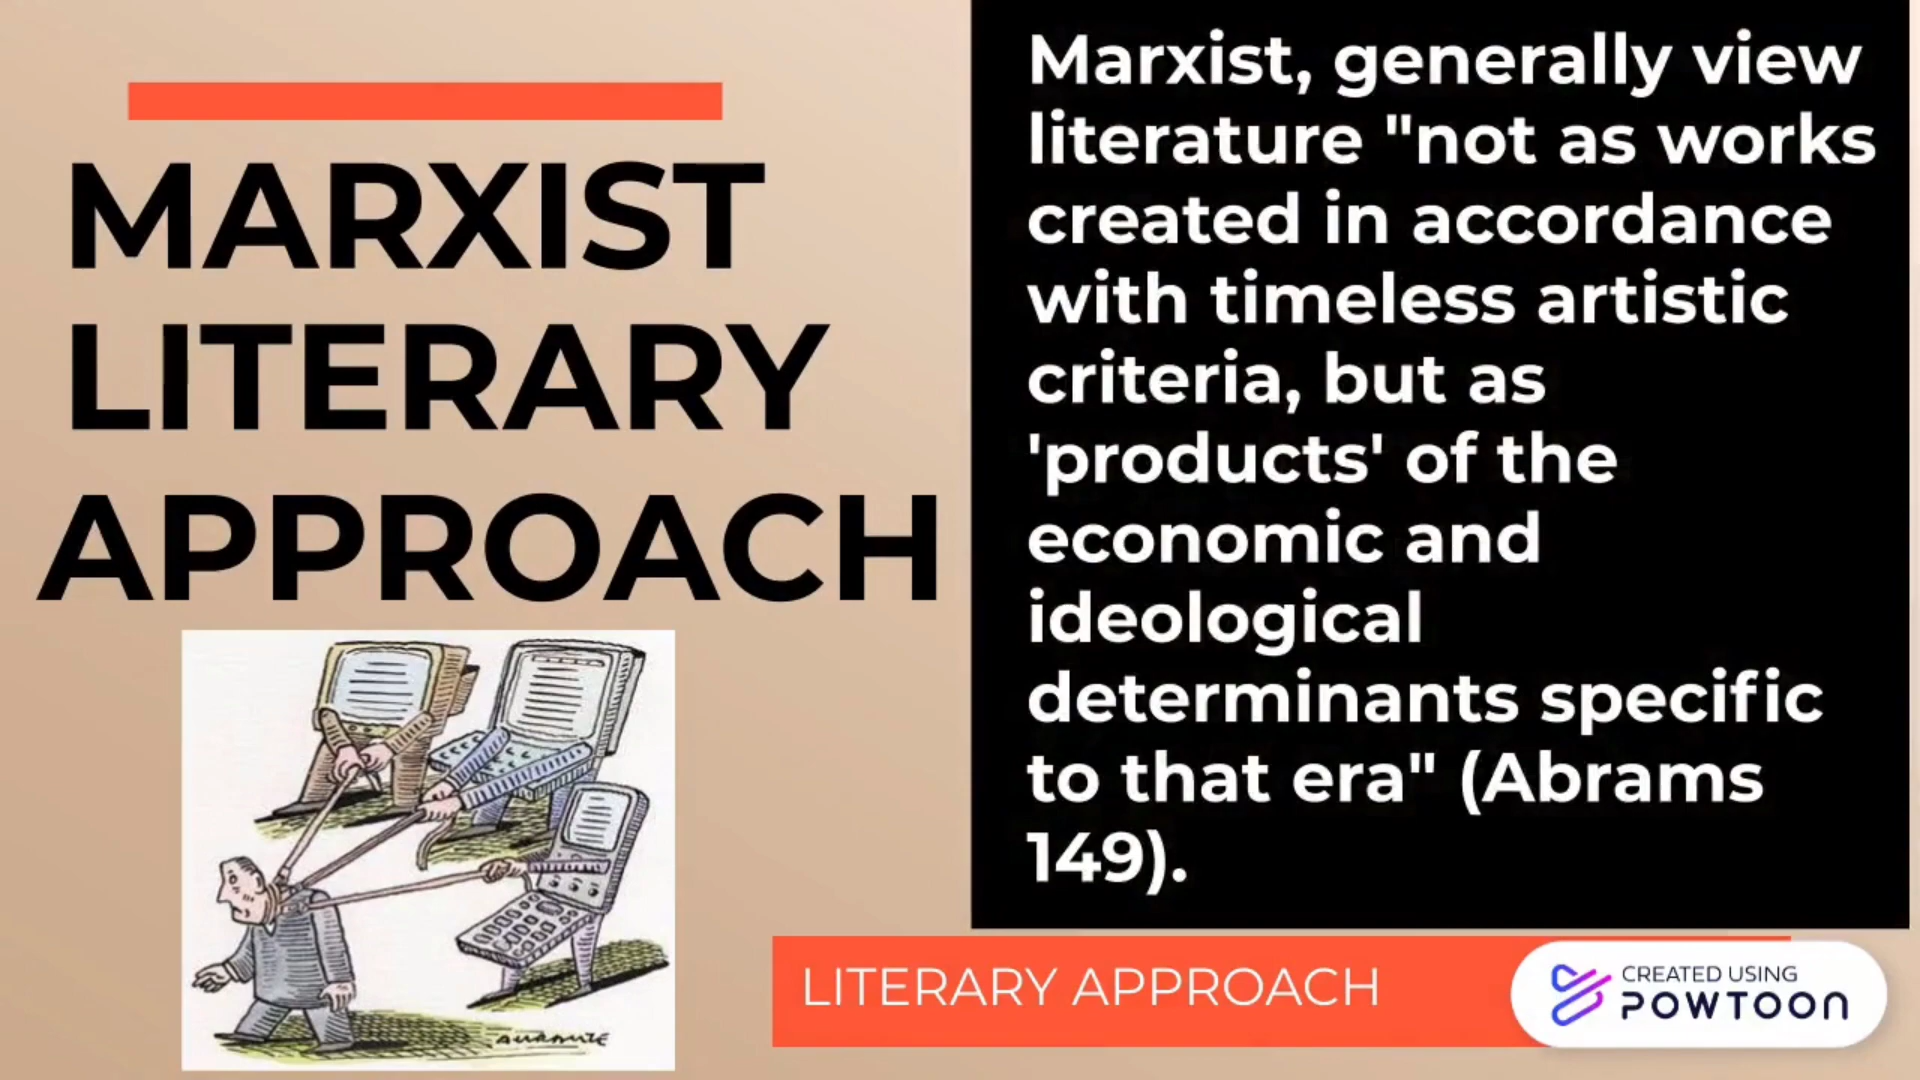 MARXIST
LITERARY
APPROACH
Marxist, generally view
literature "not as works
created in accordance
with timeless artistic
criteria, but as
'products' of the
economic and
ideological
determinants specific
to that era" (Abrams
149).
LITERARY APPROACH
CREATED USING
POWTOON